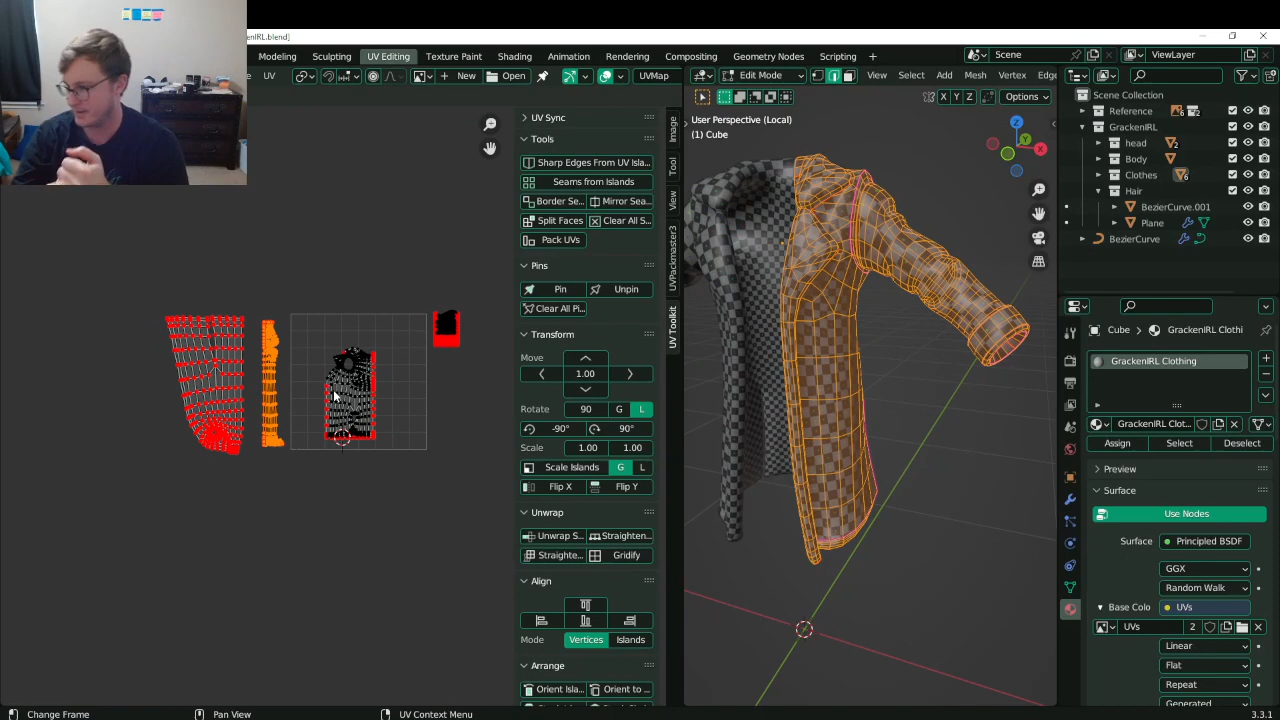 ckenIRL.blend]
Modeling Sculpting UV Editing Texture Paint Shading Animation Rendering Compositing Geometry Nodes Scripting
Scene
ViewLayer
UV
New
Open
UVMap
Edit Mode
View Select Add Mesh Vertex Edge
X Y Z
Options
User Perspective (Local)
(1) Cube
Z
Y
X
UV Sync
Tools
Sharp Edges From UV Isla...
Seams from Islands
Border Se...
Mirror Sea...
Split Faces
Clear All S...
Pack UVs
Pins
Pin
Unpin
Clear All Pi...
Transform
Move
1.00
Rotate
90
G
L
-90°
90°
Scale
1.00
1.00
Scale Islands
G
L
Flip X
Flip Y
Unwrap
Unwrap S...
Straighten...
Straighte...
Gridify
Align
Mode
Vertices
Islands
Arrange
Orient Isla...
Orient to ...
Image
Tool
View
UVPackmaster3
UV Toolkit
Scene Collection
Reference
6
2
GrackenIRL
head
2
Body
Clothes
6
Hair
BezierCurve.001
Plane
BezierCurve
Cube
GrackenIRL Clothi
GrackenIRL Clothing
GrackenIRL Clot...
Assign
Select
Deselect
Preview
Surface
Use Nodes
Surface
Principled BSDF
GGX
Random Walk
Base Colo
UVs
UVs
2
Linear
Flat
Repeat
Generated
Change Frame
Pan View
UV Context Menu
3.3.1